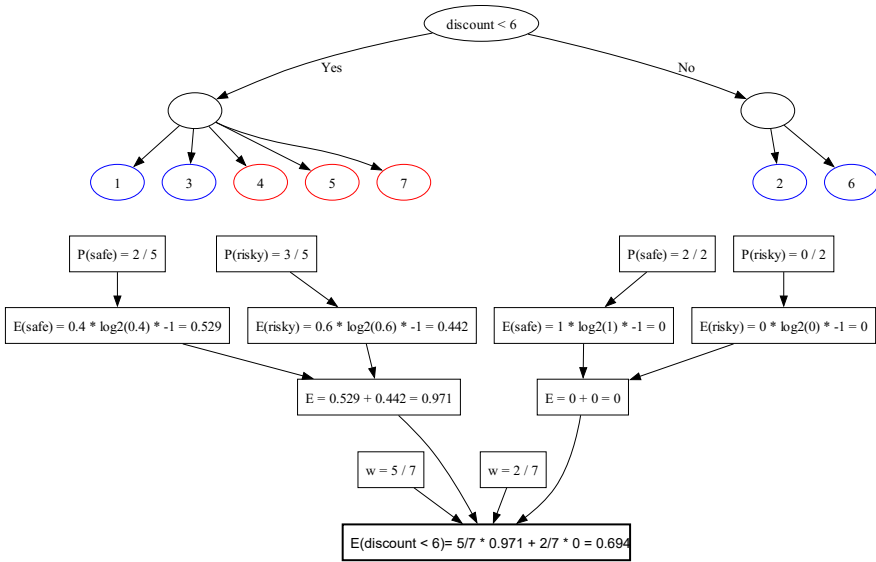 discount < 6
Yes
No
1
3
4
5
7
2
6
P(safe) = 2 / 5
P(risky) = 3 / 5
P(safe) = 2 / 2
P(risky) = 0 / 2
E(safe) = 0.4 * log2(0.4) * -1 = 0.529
E(risky) = 0.6 * log2(0.6) * -1 = 0.442
E(safe) = 1 * log2(1) * -1 = 0
E(risky) = 0 * log2(0) * -1 = 0
E = 0.529 + 0.442 = 0.971
E = 0 + 0 = 0
w = 5 / 7
w = 2 / 7
E(discount < 6)= 5/7 * 0.971 + 2/7 * 0 = 0.694